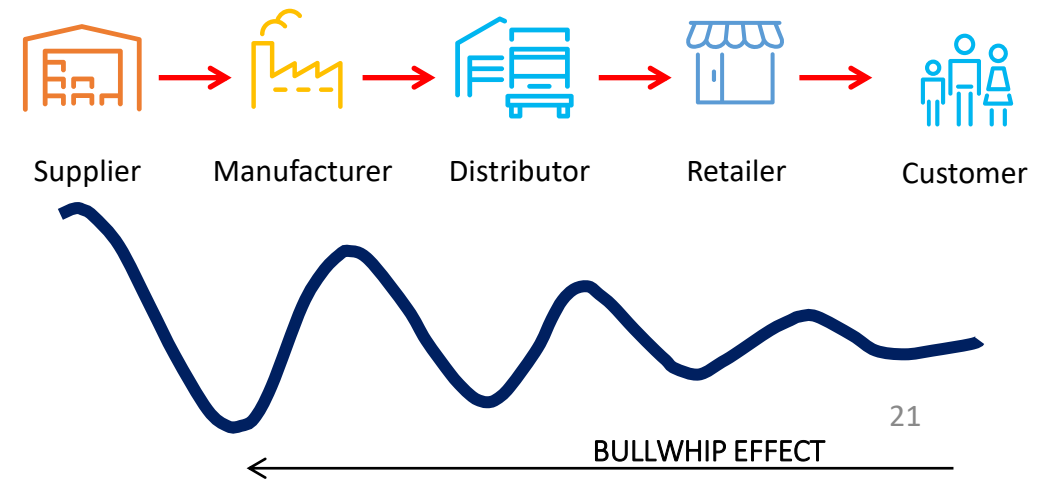 Supplier
Manufacturer
Distributor
Retailer
Customer
21
BULLWHIP EFFECT